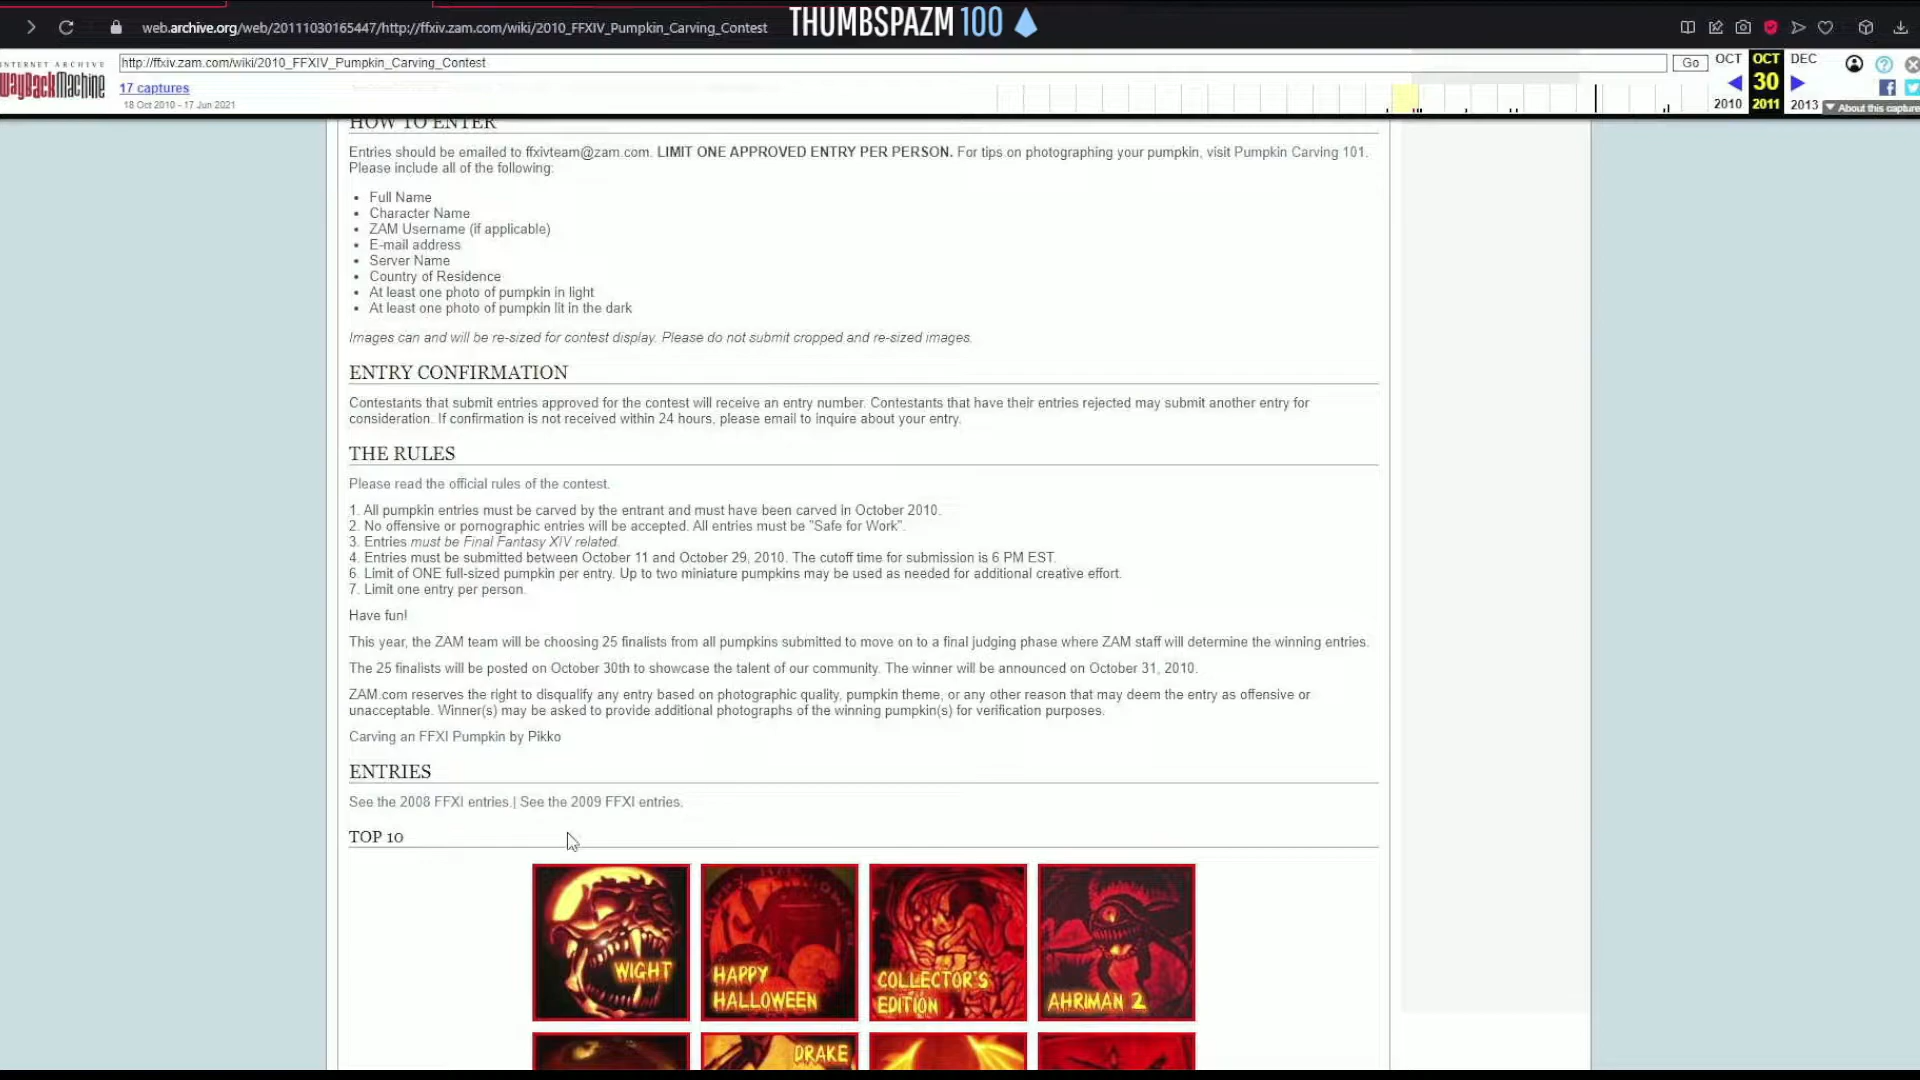 THUMBSPAZM 100
web.archive.org/web/20111030165447/http://ffxiv.zam.com/wiki/2010_FFXIV_Pumpkin_Carving_Contest
INTERNET ARCHIVE
WayBackMachine
http://ffxiv.zam.com/wiki/2010_FFXIV_Pumpkin_Carving_Contest
Go
OCT OCT DEC
17 captures
30
18 Oct 2010 - 17 Jun 2021
2010 2011 2013
About this capture
HOW TO ENTER
Entries should be emailed to ffxivteam@zam.com. LIMIT ONE APPROVED ENTRY PER PERSON. For tips on photographing your pumpkin, visit Pumpkin Carving 101.
Please include all of the following:
• Full Name
• Character Name
• ZAM Username (if applicable)
• E-mail address
• Server Name
• Country of Residence
• At least one photo of pumpkin in light
• At least one photo of pumpkin lit in the dark
Images can and will be re-sized for contest display. Please do not submit cropped and re-sized images.
ENTRY CONFIRMATION
Contestants that submit entries approved for the contest will receive an entry number. Contestants that have their entries rejected may submit another entry for
consideration. If confirmation is not received within 24 hours, please email to inquire about your entry.
THE RULES
Please read the official rules of the contest.
1. All pumpkin entries must be carved by the entrant and must have been carved in October 2010.
2. No offensive or pornographic entries will be accepted. All entries must be "Safe for Work".
3. Entries must be Final Fantasy XIV related.
4. Entries must be submitted between October 11 and October 29, 2010. The cutoff time for submission is 6 PM EST.
6. Limit of ONE full-sized pumpkin per entry. Up to two miniature pumpkins may be used as needed for additional creative effort.
7. Limit one entry per person.
Have fun!
This year, the ZAM team will be choosing 25 finalists from all pumpkins submitted to move on to a final judging phase where ZAM staff will determine the winning entries.
The 25 finalists will be posted on October 30th to showcase the talent of our community. The winner will be announced on October 31, 2010.
ZAM.com reserves the right to disqualify any entry based on photographic quality, pumpkin theme, or any other reason that may deem the entry as offensive or
unacceptable. Winner(s) may be asked to provide additional photographs of the winning pumpkin(s) for verification purposes.
Carving an FFXI Pumpkin by Pikko
ENTRIES
See the 2008 FFXI entries.| See the 2009 FFXI entries.
TOP 10
WIGHT
HAPPY
HALLOWEEN
COLLECTOR'S
EDITION
AHRIMAN 2
DRAKE